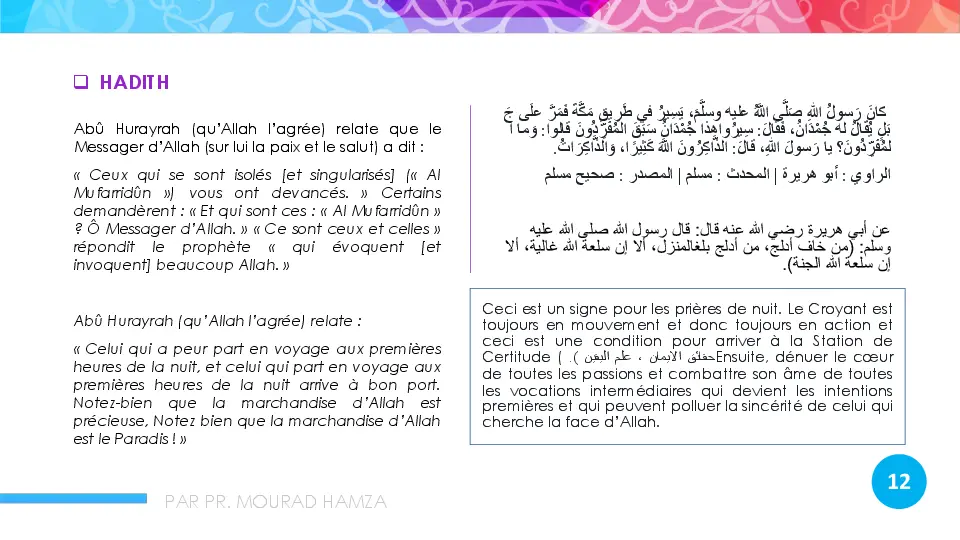 HADITH
Abû Hurayrah (qu’Allah l’agrée) relate que le
Messager d’Allah (sur lui la paix et le salut) a dit :
« Ceux qui se sont isolés [et singularisés] (« Al
Mufarridûn ») vous ont devancés. » Certains
demandèrent : « Et qui sont ces : « Al Mufarridûn »
? Ô Messager d’Allah. » « Ce sont ceux et celles »
répondit le prophète « qui évoquent [et
invoquent] beaucoup Allah. »
Abû Hurayrah (qu’Allah l’agrée) relate :
« Celui qui a peur part en voyage aux premières
heures de la nuit, et celui qui part en voyage aux
premières heures de la nuit arrive à bon port.
Notez-bien que la marchandise d’Allah est
précieuse, Notez bien que la marchandise d’Allah
est le Paradis ! »
كانَ رَسولُ اللهِ صَلَّى اللَّهُ عليه وسلَّمَ، يَسِيرُ في طَرِيقِ مَكَّةَ فَمَرَّ علَى جَ
بَلٍ يُقَالُ له جُمْدَانُ، فَقالَ: سِيرُوا هذا جُمْدَانُ سَبَقَ المُفَرِّدُونَ قالوا: وَما ا
لمُفَرِّدُونَ؟ يا رَسولَ اللهِ، قالَ: الذَّاكِرُونَ اللَّهَ كَثِيرًا، وَالذَّاكِرَاتُ.
الراوي : أبو هريرة | المحدث : مسلم | المصدر : صحيح مسلم
عن أبي هريرة رضي الله عنه قال: قال رسول الله صلى الله عليه
وسلم: (من خاف أدلج، من أدلج بلغالمنزل، ألا إن سلعة الله غالية، ألا
إن سلعة الله الجنة).
Ceci est un signe pour les prières de nuit. Le Croyant est
toujours en mouvement et donc toujours en action et
ceci est une condition pour arriver à la Station de
Certitude ( حقائق الايمان ، علم اليقين .) Ensuite, dénuer le cœur
de toutes les passions et combattre son âme de toutes
les vocations intermédiaires qui devient les intentions
premières et qui peuvent polluer la sincérité de celui qui
cherche la face d’Allah.
PAR PR. MOURAD HAMZA
12